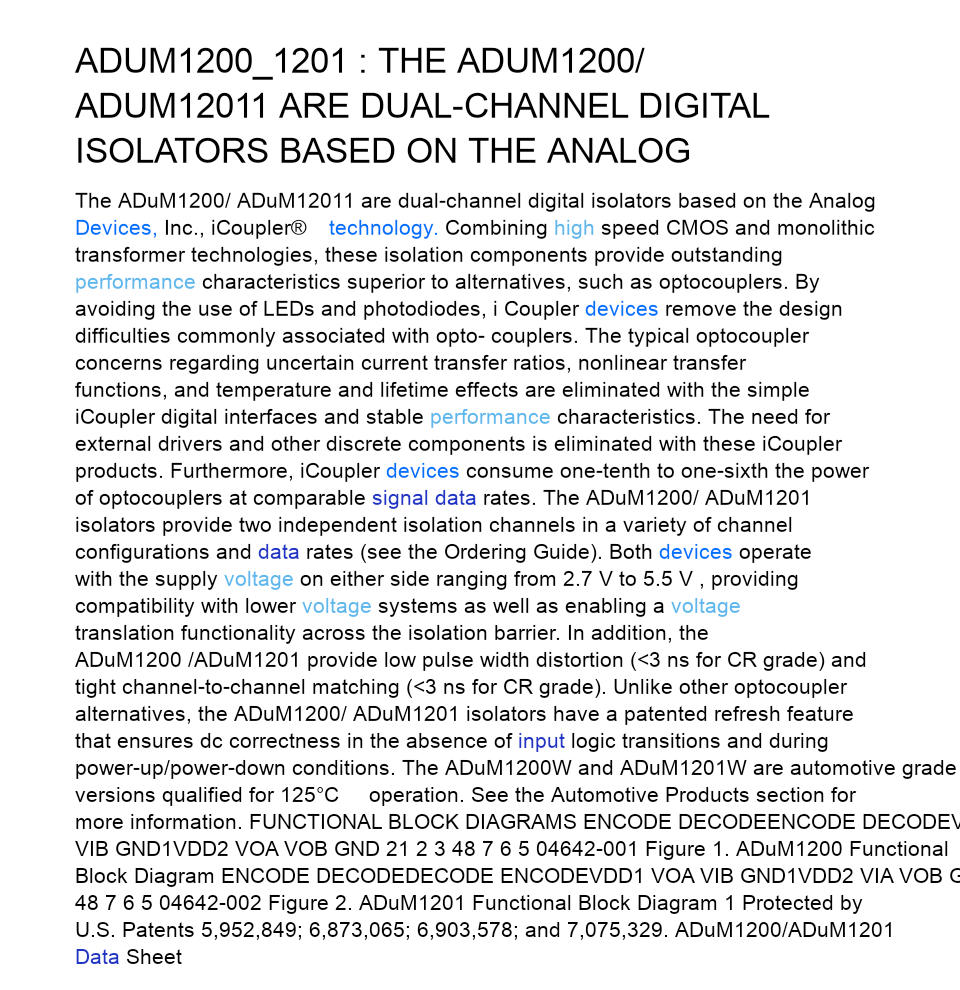 ADUM1200_1201 : THE ADUM1200/
ADUM12011 ARE DUAL-CHANNEL DIGITAL
ISOLATORS BASED ON THE ANALOG
The ADuM1200/ ADuM12011 are dual-channel digital isolators based on the Analog
Devices, Inc., iCoupler® technology. Combining high speed CMOS and monolithic
transformer technologies, these isolation components provide outstanding
performance characteristics superior to alternatives, such as optocouplers. By
avoiding the use of LEDs and photodiodes, i Coupler devices remove the design
difficulties commonly associated with opto- couplers. The typical optocoupler
concerns regarding uncertain current transfer ratios, nonlinear transfer
functions, and temperature and lifetime effects are eliminated with the simple
iCoupler digital interfaces and stable performance characteristics. The need for
external drivers and other discrete components is eliminated with these iCoupler
products. Furthermore, iCoupler devices consume one-tenth to one-sixth the power
of optocouplers at comparable signal data rates. The ADuM1200/ ADuM1201
isolators provide two independent isolation channels in a variety of channel
configurations and data rates (see the Ordering Guide). Both devices operate
with the supply voltage on either side ranging from 2.7 V to 5.5 V , providing
compatibility with lower voltage systems as well as enabling a voltage
translation functionality across the isolation barrier. In addition, the
ADuM1200 /ADuM1201 provide low pulse width distortion (<3 ns for CR grade) and
tight channel-to-channel matching (<3 ns for CR grade). Unlike other optocoupler
alternatives, the ADuM1200/ ADuM1201 isolators have a patented refresh feature
that ensures dc correctness in the absence of input logic transitions and during
power-up/power-down conditions. The ADuM1200W and ADuM1201W are automotive grade
versions qualified for 125°C operation. See the Automotive Products section for
more information. FUNCTIONAL BLOCK DIAGRAMS ENCODE DECODEENCODE DECODEV
VIB GND1VDD2 VOA VOB GND 21 2 3 48 7 6 5 04642-001 Figure 1. ADuM1200 Functional
Block Diagram ENCODE DECODEDECODE ENCODEVDD1 VOA VIB GND1VDD2 VIA VOB G
48 7 6 5 04642-002 Figure 2. ADuM1201 Functional Block Diagram 1 Protected by
U.S. Patents 5,952,849; 6,873,065; 6,903,578; and 7,075,329. ADuM1200/ADuM1201
Data Sheet